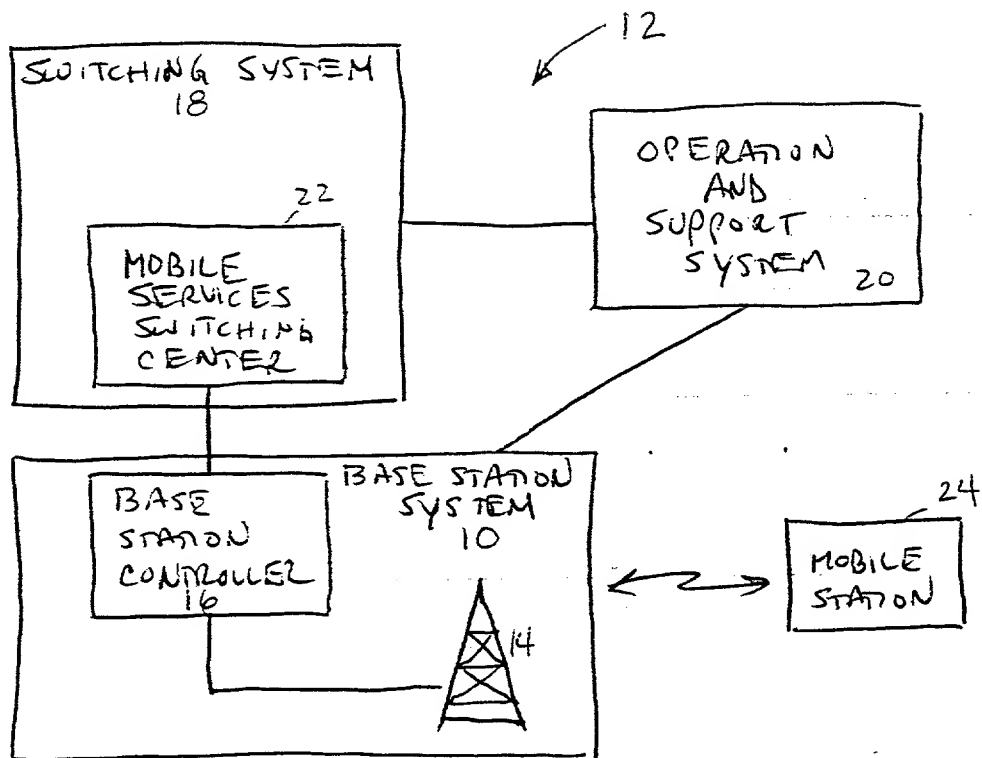 12
SWITCHING SYSTEM
18
OPERATION
AND
SUPPORT
SYSTEM
20
22
MOBILE
SERVICES
SWITCHING
CENTER
BASE STATION
SYSTEM
10
BASE
STATION
CONTROLLER
16
14
24
MOBILE
STATION